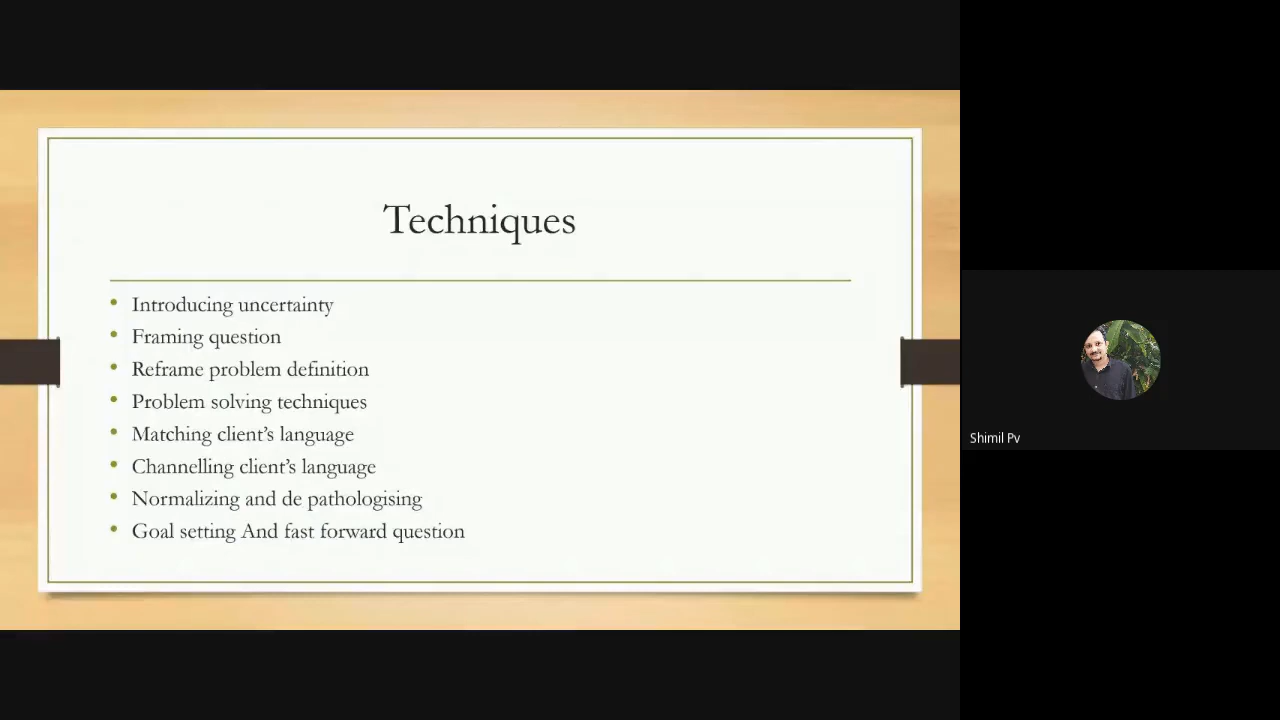 Techniques
Introducing uncertainty
Framing question
Reframe problem definition
Problem solving techniques
Matching client’s language
Channelling client’s language
Normalizing and de pathologising
Goal setting And fast forward question
Shimil Pv